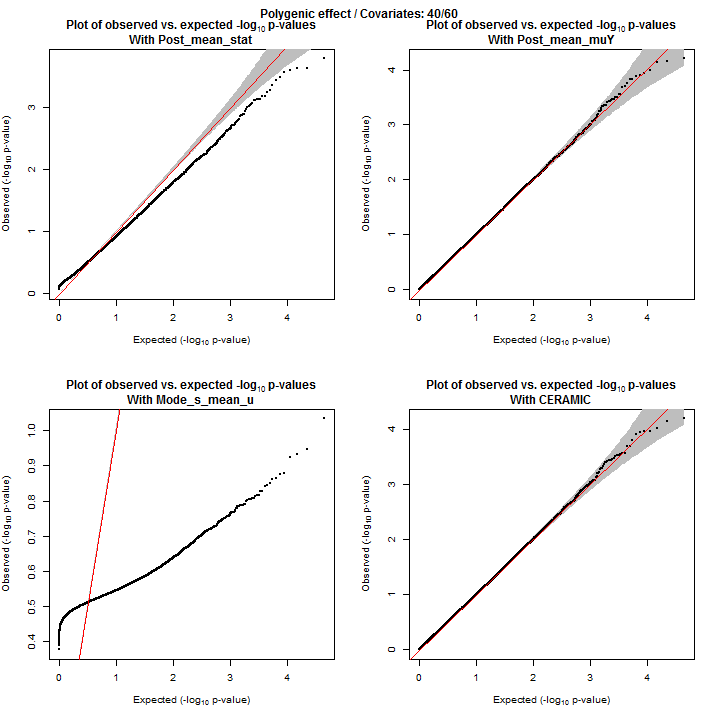 Polygenic effect / Covariates: 40/60
Plot of observed vs. expected -log10 p-values
With Post_mean_stat
Observed (-log10 p-value)
3
2
1
0
0 1 2 3 4
Expected (-log10 p-value)
Plot of observed vs. expected -log10 p-values
With Post_mean_muY
Observed (-log10 p-value)
4
3
2
1
0
0 1 2 3 4
Expected (-log10 p-value)
Plot of observed vs. expected -log10 p-values
With Mode_s_mean_u
Observed (-log10 p-value)
1.0
0.9
0.8
0.7
0.6
0.5
0.4
0 1 2 3 4
Expected (-log10 p-value)
Plot of observed vs. expected -log10 p-values
With CERAMIC
Observed (-log10 p-value)
4
3
2
1
0
0 1 2 3 4
Expected (-log10 p-value)